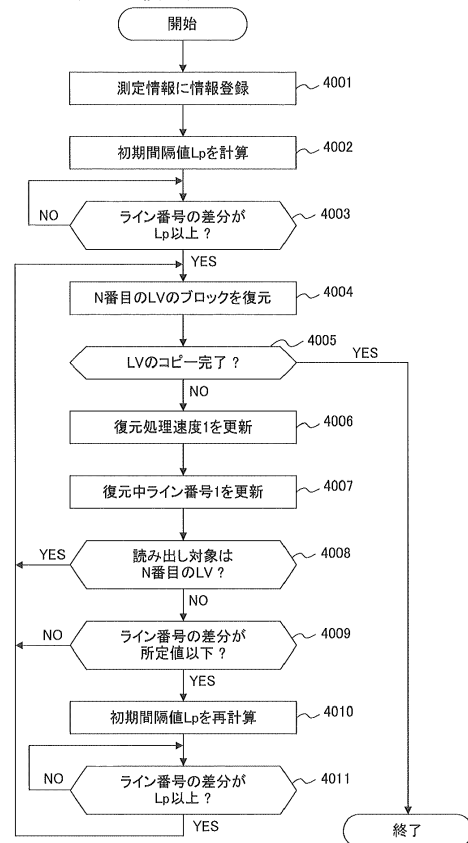 開始
測定情報に情報登録
4001
初期間隔値Lpを計算
4002
ライン番号の差分が
Lp以上？
4003
NO
YES
N番目のLVのブロックを復元
4004
LVのコピー完了？
4005
YES
NO
復元処理速度1を更新
4006
復元中ライン番号1を更新
4007
読み出し対象は
N番目のLV？
4008
YES
NO
ライン番号の差分が
所定値以下？
4009
NO
YES
初期間隔値Lpを再計算
4010
ライン番号の差分が
Lp以上？
4011
NO
YES
終了